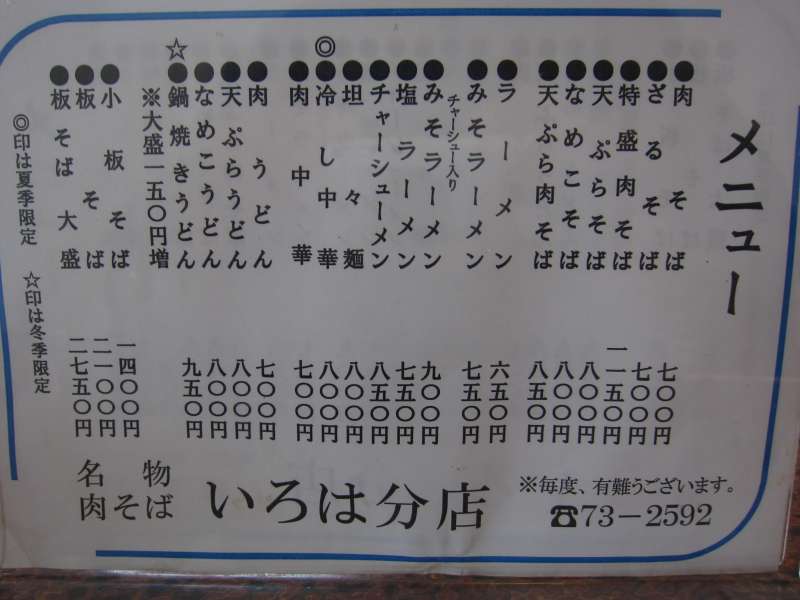 メニュー
●肉そば 七〇〇円
●ざるそば 七〇〇円
●特盛肉そば 一一五〇円
●天ぷらそば 八〇〇円
●なめこそば 八〇〇円
●天ぷら肉そば 八五〇円
●ラーメン 六五〇円
●みそラーメン 七五〇円
チャーシュー入り
●みそラーメン 九〇〇円
●塩ラーメン 七五〇円
●チャーシューメン 八五〇円
●坦々麺 八〇〇円
◎●冷し中華 八〇〇円
●肉中華 七〇〇円
●肉うどん 七〇〇円
●天ぷらうどん 八〇〇円
●なめこうどん 八〇〇円
☆●鍋焼きうどん 九五〇円
※大盛一五〇円増
●小板そば 一四〇〇円
●板そば 二一〇〇円
●板そば大盛 二七五〇円
◎印は夏季限定 ☆印は冬季限定
名物
肉そば
いろは分店
※毎度、有難うございます。
☎73－2592